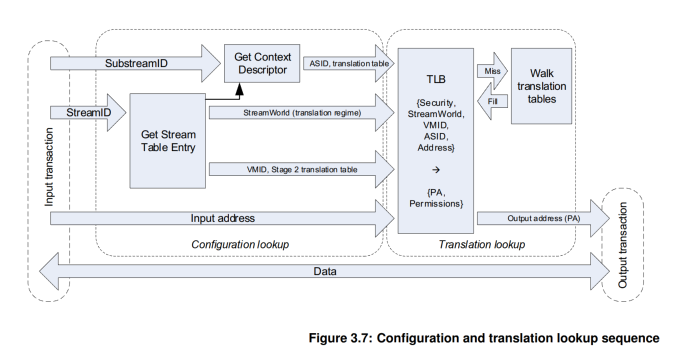 Input transaction
SubstreamID
Get Context
Descriptor
ASID, translation table
StreamID
Get Stream
Table Entry
StreamWorld (translation regime)
VMID, Stage 2 translation table
Input address
Configuration lookup
TLB
{Security,
StreamWorld,
VMID,
ASID,
Address}
→
{PA,
Permissions}
Miss
Fill
Walk
translation
tables
Output address (PA)
Translation lookup
Output transaction
Data
Figure 3.7: Configuration and translation lookup sequence